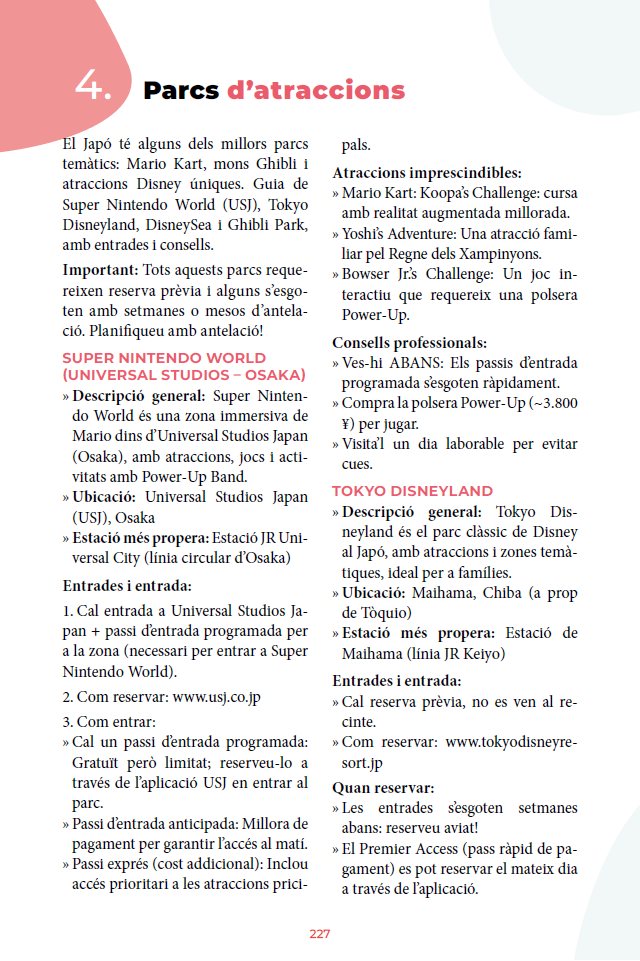 4. Parcs d’atraccions
El Japó té alguns dels millors parcs
temàtics: Mario Kart, mons Ghibli i
atraccions Disney úniques. Guia de
Super Nintendo World (USJ), Tokyo
Disneyland, DisneySea i Ghibli Park,
amb entrades i consells.
Important: Tots aquests parcs reque-
reixen reserva prèvia i alguns s’esgo-
ten amb setmanes o mesos d’antela-
ció. Planifiqueu amb antelació!
SUPER NINTENDO WORLD
(UNIVERSAL STUDIOS – OSAKA)
» Descripció general: Super Ninten-
do World és una zona immersiva de
Mario dins d’Universal Studios Japan
(Osaka), amb atraccions, jocs i acti-
vitats amb Power-Up Band.
» Ubicació: Universal Studios Japan
(USJ), Osaka
» Estació més propera: Estació JR Uni-
versal City (línia circular d’Osaka)
Entrades i entrada:
1. Cal entrada a Universal Studios Ja-
pan + passi d’entrada programada per
a la zona (necessari per entrar a Super
Nintendo World).
2. Com reservar: www.usj.co.jp
3. Com entrar:
» Cal un passi d’entrada programada:
Gratuït però limitat; reserveu-lo a
través de l’aplicació USJ en entrar al
parc.
» Passi d’entrada anticipada: Millora de
pagament per garantir l’accés al matí.
» Passi exprés (cost addicional): Inclou
accés prioritari a les atraccions prici-
pals.
Atraccions imprescindibles:
» Mario Kart: Koopa’s Challenge: cursa
amb realitat augmentada millorada.
» Yoshi’s Adventure: Una atracció fami-
liar pel Regne dels Xampinyons.
» Bowser Jr.’s Challenge: Un joc in-
teractiu que requereix una polsera
Power-Up.
Consells professionals:
» Ves-hi ABANS: Els passis d’entrada
programada s’esgoten ràpidament.
» Compra la polsera Power-Up (~3.800
¥) per jugar.
» Visita’l un dia laborable per evitar
cues.
TOKYO DISNEYLAND
» Descripció general: Tokyo Dis-
neyland és el parc clàssic de Disney
al Japó, amb atraccions i zones temà-
tiques, ideal per a famílies.
» Ubicació: Maihama, Chiba (a prop
de Tòquio)
» Estació més propera: Estació de
Maihama (línia JR Keiyo)
Entrades i entrada:
» Cal reserva prèvia, no es ven al re-
cinte.
» Com reservar: www.tokyodisneyre-
sort.jp
Quan reservar:
» Les entrades s’esgoten setmanes
abans: reserveu aviat!
» El Premier Access (pass ràpid de pa-
gament) es pot reservar el mateix dia
a través de l’aplicació.
227